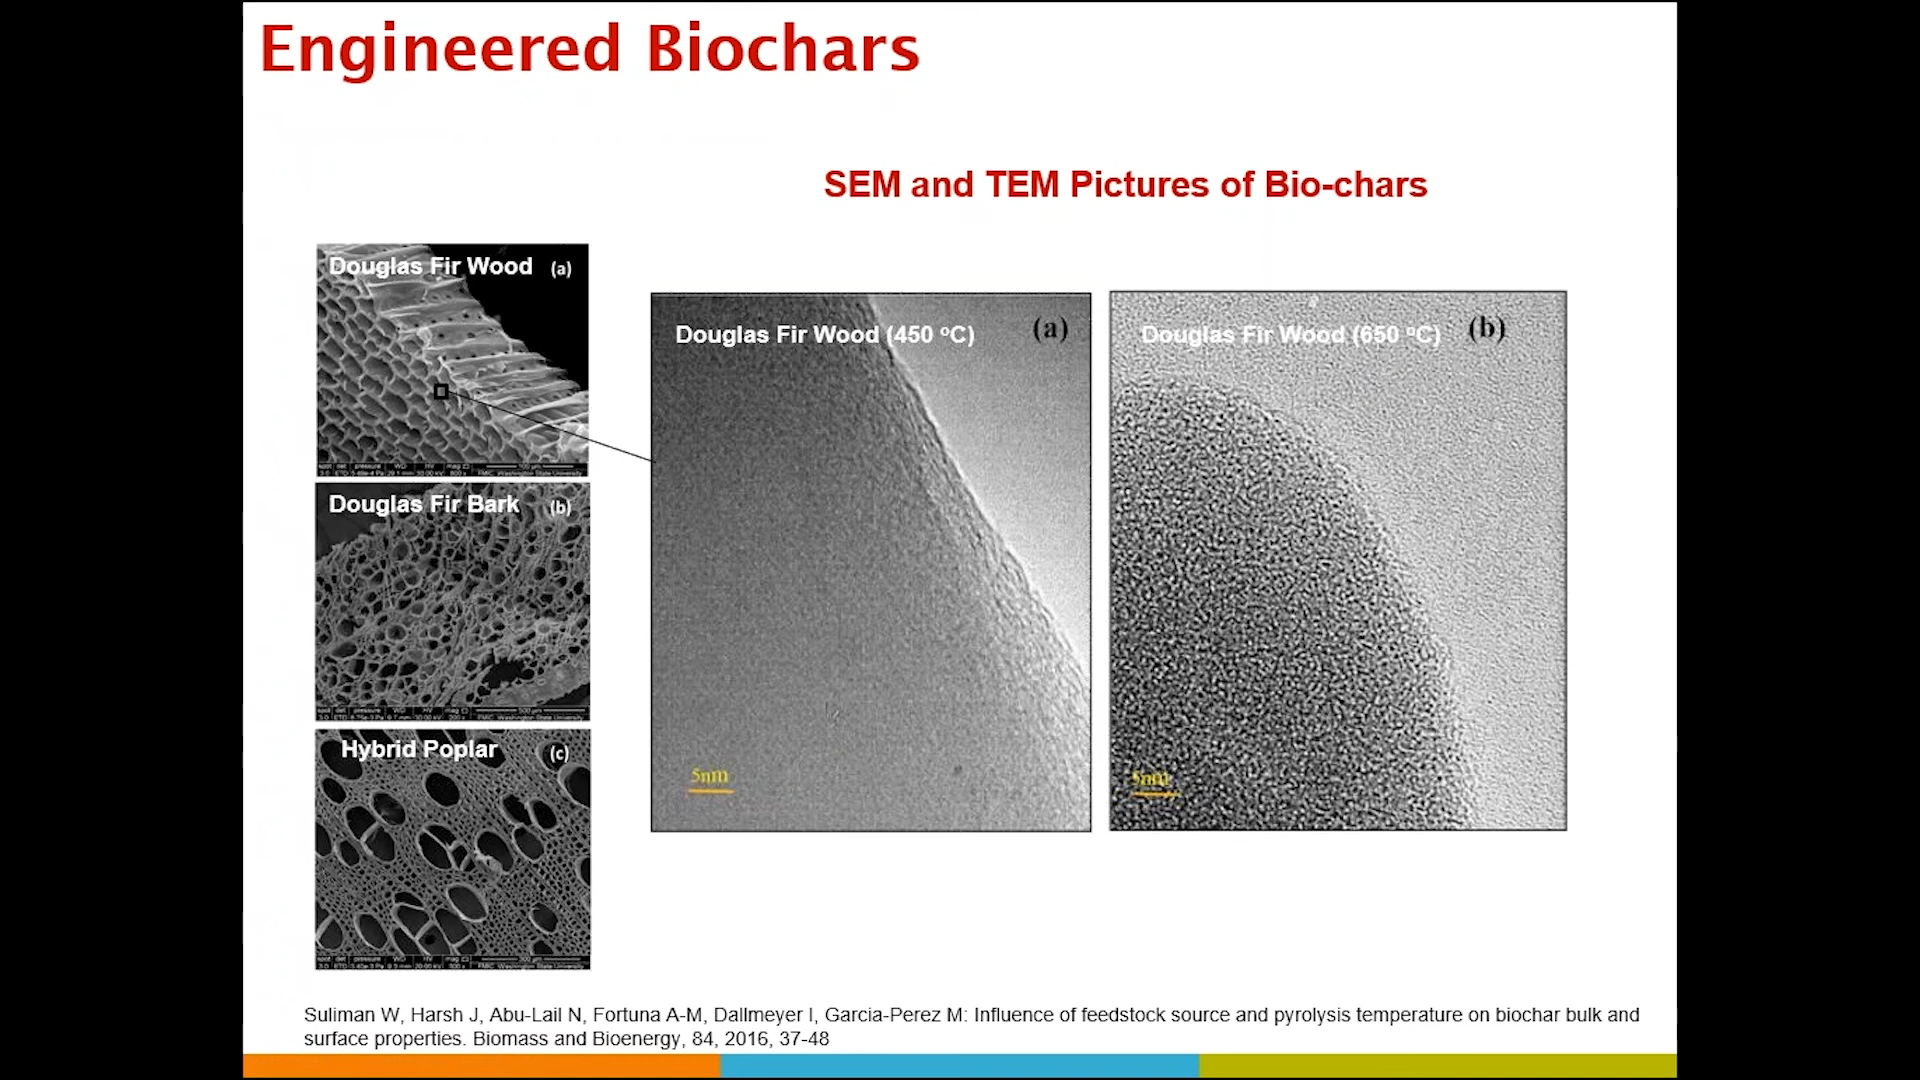 Engineered Biochars
SEM and TEM Pictures of Bio-chars
Douglas Fir Wood (a)
Douglas Fir Bark (b)
Hybrid Poplar (c)
Douglas Fir Wood (450 ºC) (a)
5nm
Douglas Fir Wood (650 ºC) (b)
5nm
Suliman W, Harsh J, Abu-Lail N, Fortuna A-M, Dallmeyer I, Garcia-Perez M: Influence of feedstock source and pyrolysis temperature on biochar bulk and
surface properties. Biomass and Bioenergy, 84, 2016, 37-48